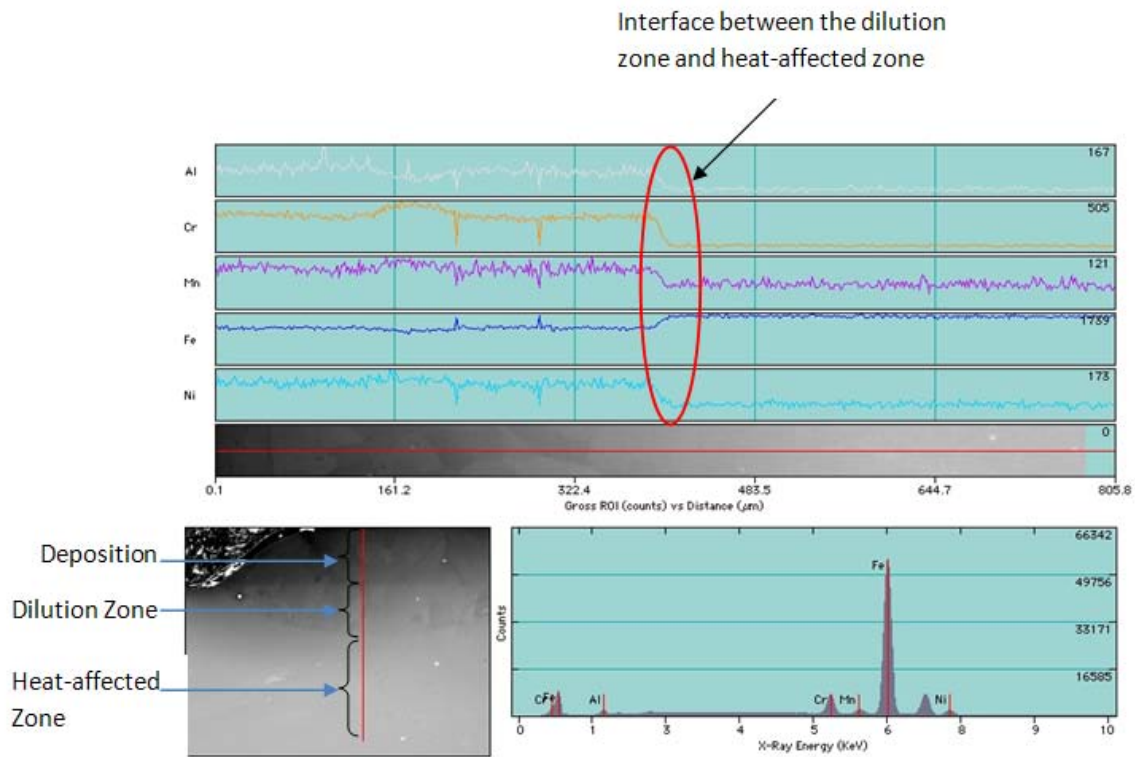 Interface between the dilution
zone and heat-affected zone
Al
167
Cr
505
Mn
121
Fe
1759
Ni
173
0
0.1 161.2 322.4 483.5 644.7 805.8
Gross ROI (counts) vs Distance (μm)
Deposition
Dilution Zone
Heat-affected
Zone
66342
49756
33171
16585
Counts
Fe
Fe Al Cr Mn Ni
0 1 2 3 4 5 6 7 8 9 10
X-Ray Energy (KeV)